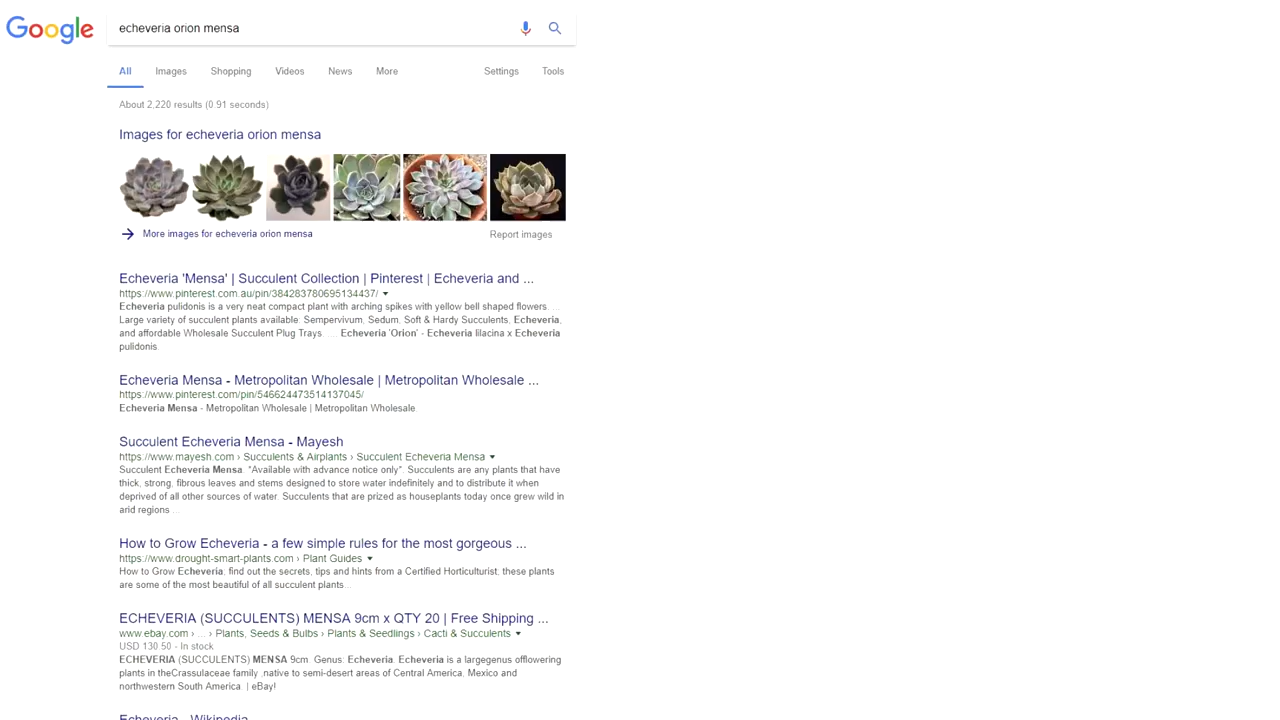 Google
echeveria orion mensa
All Images Shopping Videos News More Settings Tools
About 2,220 results (0.91 seconds)
Images for echeveria orion mensa
More images for echeveria orion mensa Report images
Echeveria 'Mensa' | Succulent Collection | Pinterest | Echeveria and ...
https://www.pinterest.com.au/pin/384283780695134437/
Echeveria pulidonis is a very neat compact plant with arching spikes with yellow bell shaped flowers. ...
Large variety of succulent plants available: Sempervivum, Sedum, Soft & Hardy Succulents, Echeveria,
and affordable Wholesale Succulent Plug Trays. ... Echeveria 'Orion' - Echeveria lilacina x Echeveria
pulidonis.
Echeveria Mensa - Metropolitan Wholesale | Metropolitan Wholesale ...
https://www.pinterest.com/pin/546624473514137045/
Echeveria Mensa - Metropolitan Wholesale | Metropolitan Wholesale.
Succulent Echeveria Mensa - Mayesh
https://www.mayesh.com › Succulents & Airplants › Succulent Echeveria Mensa
Succulent Echeveria Mensa. *Available with advance notice only*. Succulents are any plants that have
thick, strong, fibrous leaves and stems designed to store water indefinitely and to distribute it when
deprived of all other sources of water. Succulents that are prized as houseplants today once grew wild in
arid regions ...
How to Grow Echeveria - a few simple rules for the most gorgeous ...
https://www.drought-smart-plants.com › Plant Guides
How to Grow Echeveria; find out the secrets, tips and hints from a Certified Horticulturist, these plants
are some of the most beautiful of all succulent plants...
ECHEVERIA (SUCCULENTS) MENSA 9cm x QTY 20 | Free Shipping ...
www.ebay.com › ... › Plants, Seeds & Bulbs › Plants & Seedlings › Cacti & Succulents
USD 130.50 - In stock
ECHEVERIA (SUCCULENTS) MENSA 9cm. Genus: Echeveria. Echeveria is a largegenus offlowering
plants in theCrassulaceae family ,native to semi-desert areas of Central America, Mexico and
northwestern South America. | eBay!
Echeveria - Wikipedia